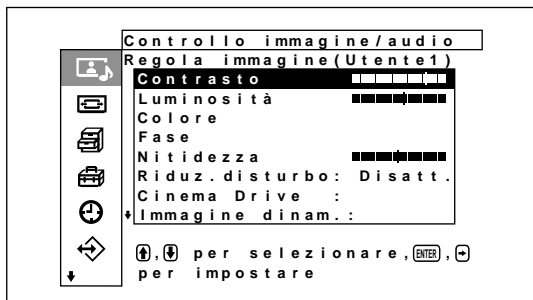 Controllo immagine/audio
Regola immagine(Utente1)
Contrasto
Luminosità
Colore
Fase
Nitidezza
Riduz.disturbo: Disatt.
Cinema Drive :
Immagine dinam.:
, per selezionare, ENTER ,
per impostare